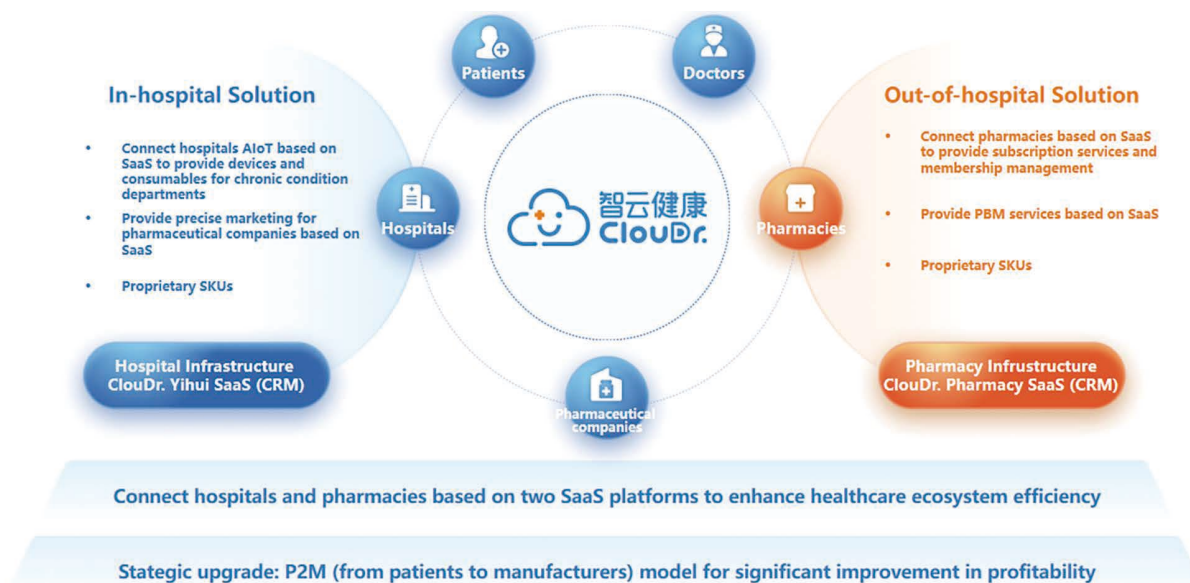 Patients
Doctors
In-hospital Solution
• Connect hospitals AIoT based on
SaaS to provide devices and
consumables for chronic condition
departments
• Provide precise marketing for
pharmaceutical companies based on
SaaS
• Proprietary SKUs
Hospital Infrastructure
ClouDr. Yihui SaaS (CRM)
Hospitals
智云健康
ClouDr.
Pharmacies
Pharmaceutical
companies
Out-of-hospital Solution
• Connect pharmacies based on SaaS
to provide subscription services and
membership management
• Provide PBM services based on SaaS
• Proprietary SKUs
Pharmacy Infrustructure
ClouDr. Pharmacy SaaS (CRM)
Connect hospitals and pharmacies based on two SaaS platforms to enhance healthcare ecosystem efficiency
Stategic upgrade: P2M (from patients to manufacturers) model for significant improvement in profitability